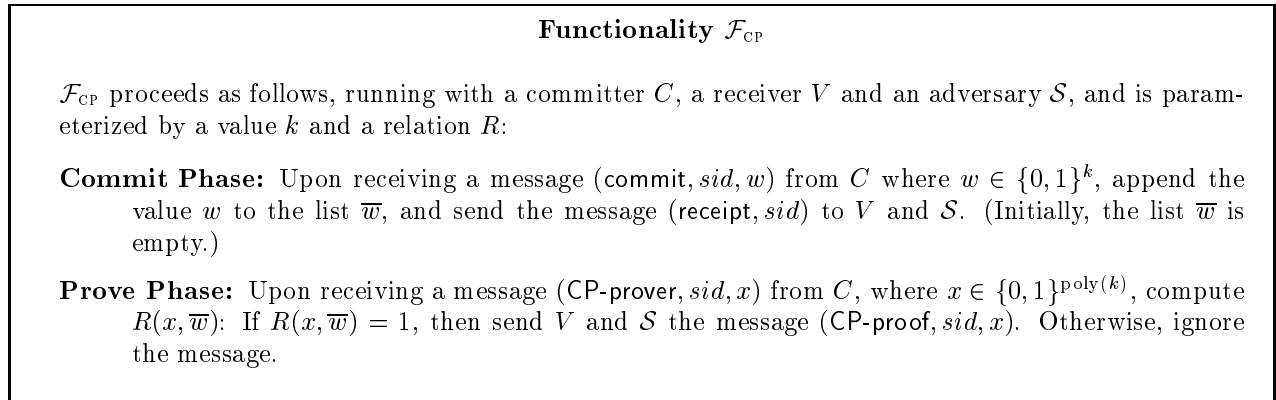 Functionality 𝓕_CP
𝓕_CP proceeds as follows, running with a committer C, a receiver V and an adversary 𝒮, and is param-
eterized by a value k and a relation R:
Commit Phase: Upon receiving a message (commit, sid, w) from C where w ∈ {0, 1}^k, append the
value w to the list w̅, and send the message (receipt, sid) to V and 𝒮. (Initially, the list w̅ is
empty.)
Prove Phase: Upon receiving a message (CP-prover, sid, x) from C, where x ∈ {0, 1}^poly(k), compute
R(x, w̅): If R(x, w̅) = 1, then send V and 𝒮 the message (CP-proof, sid, x). Otherwise, ignore
the message.